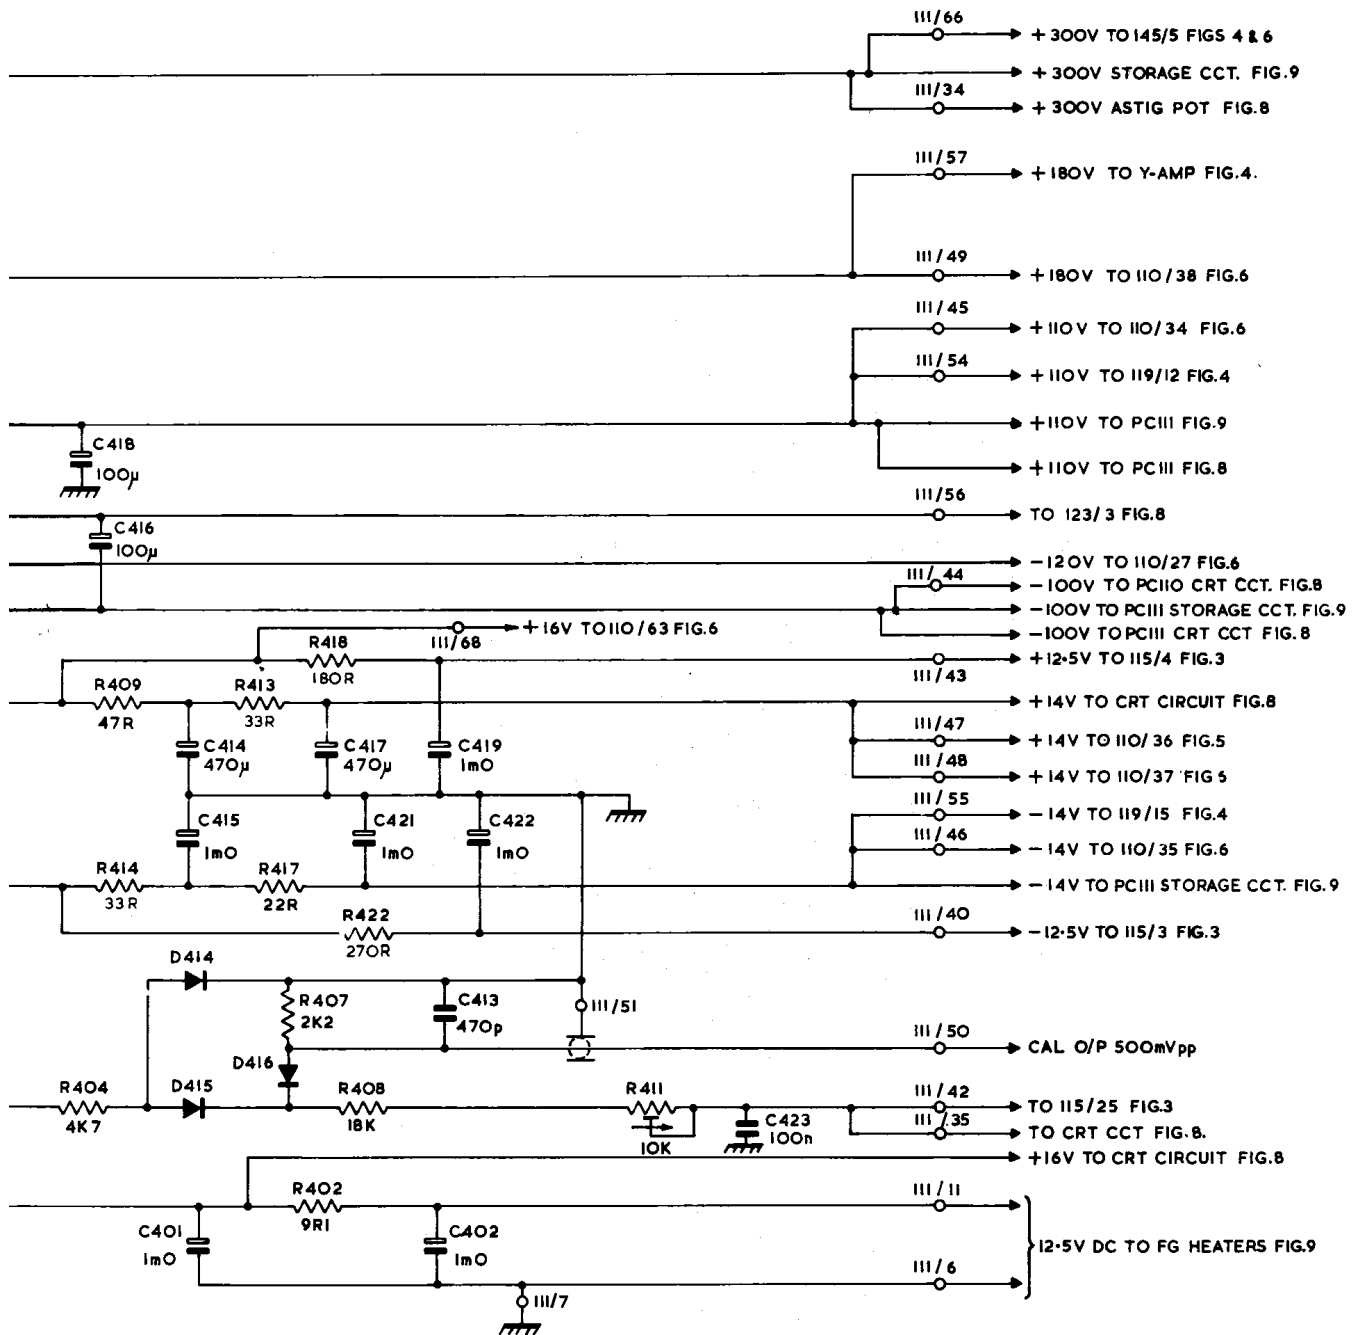 111/66
+300V TO 145/5 FIGS 4 & 6
+300V STORAGE CCT. FIG.9
111/34
+300V ASTIG POT FIG.8
111/57
+180V TO Y-AMP FIG.4.
111/49
+180V TO 110/38 FIG.6
111/45
+110V TO 110/34 FIG.6
111/54
+110V TO 119/12 FIG.4
+110V TO PC111 FIG.9
C418
100μ
+110V TO PC111 FIG.8
111/56
TO 123/3 FIG.8
C416
100μ
-120V TO 110/27 FIG.6
111/44
-100V TO PC110 CRT CCT. FIG.8
-100V TO PC111 STORAGE CCT. FIG.9
-100V TO PC111 CRT CCT FIG.8
+16V TO 110/63 FIG.6
111/68
R418
180R
+12·5V TO 115/4 FIG.3
111/43
R409
47R
R413
33R
+14V TO CRT CIRCUIT FIG.8
111/47
+14V TO 110/36 FIG.5
C414
470μ
C417
470μ
C419
1m0
111/48
+14V TO 110/37 FIG 5
111/55
-14V TO 119/15 FIG.4
C415
1m0
C421
1m0
C422
1m0
111/46
-14V TO 110/35 FIG.6
R414
33R
R417
22R
-14V TO PC111 STORAGE CCT. FIG.9
R422
270R
111/40
-12·5V TO 115/3 FIG.3
D414
R407
2K2
C413
470p
111/51
111/50
CAL O/P 500mVpp
D416
R404
4K7
D415
R408
18K
R411
10K
111/42
TO 115/25 FIG.3
C423
100n
111/35
TO CRT CCT FIG.8.
+16V TO CRT CIRCUIT FIG.8
R402
9R1
111/11
C401
1m0
C402
1m0
12·5V DC TO FG HEATERS FIG.9
111/6
111/7